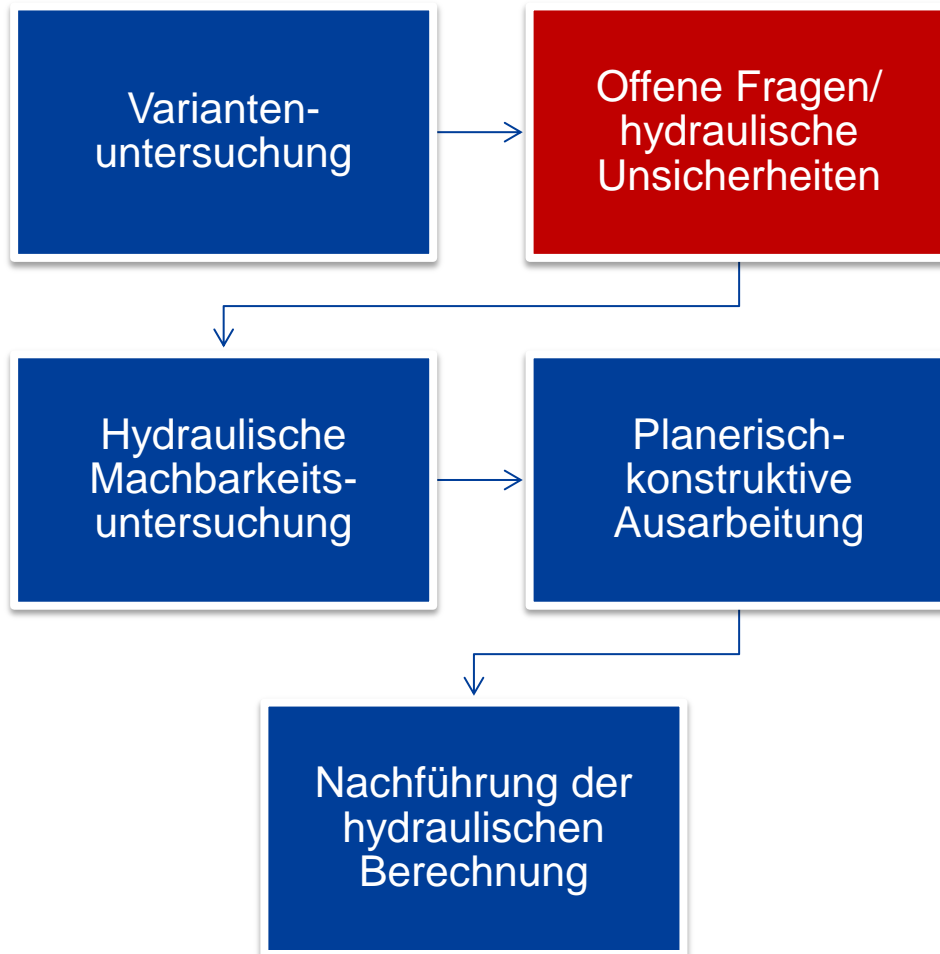 Varianten-
untersuchung
Offene Fragen/
hydraulische
Unsicherheiten
Hydraulische
Machbarkeits-
untersuchung
Planerisch-
konstruktive
Ausarbeitung
Nachführung der
hydraulischen
Berechnung